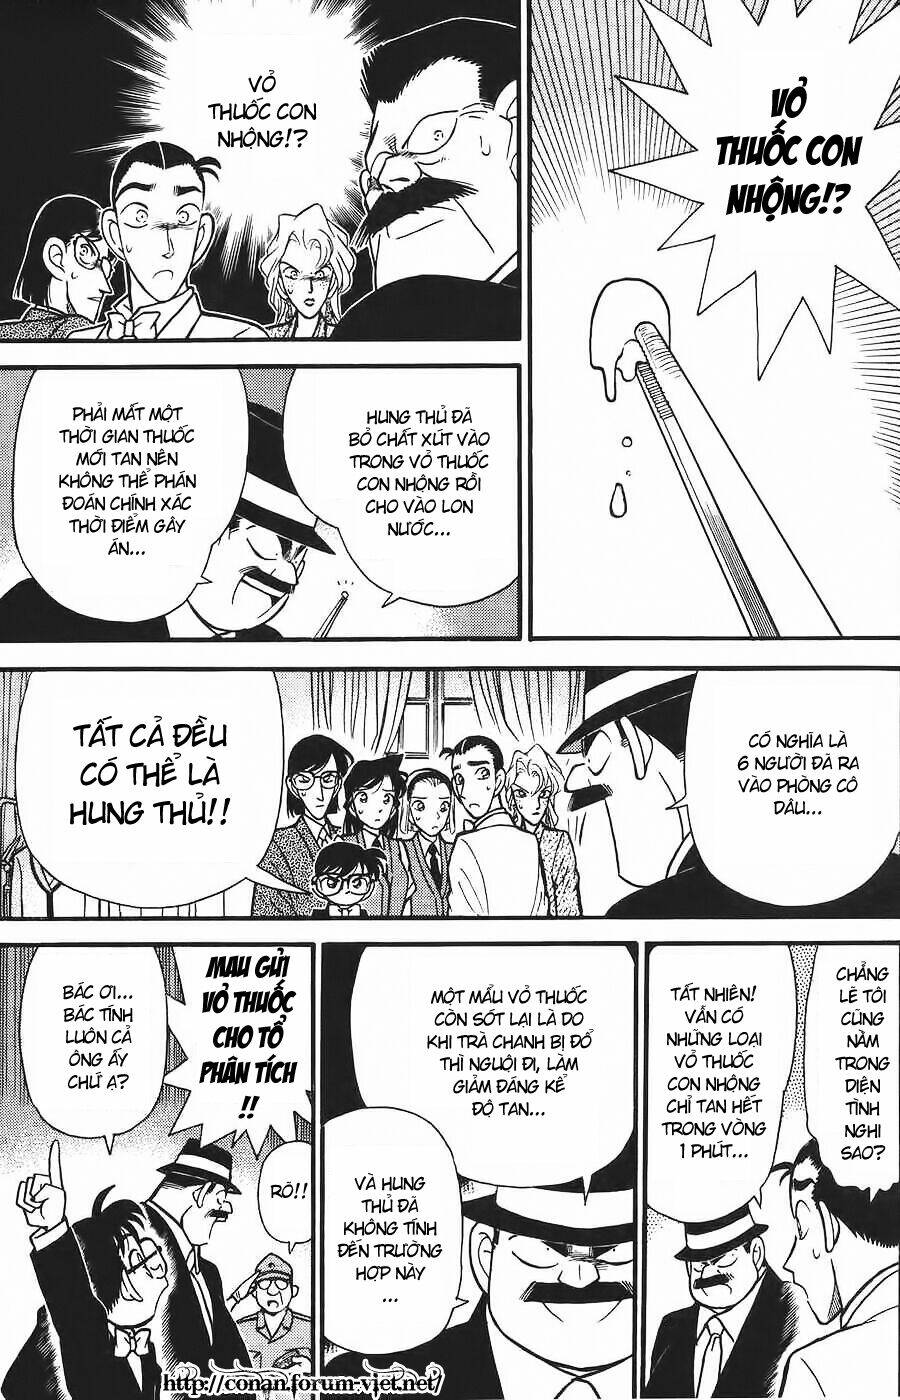 VỎ
THUỐC CON
NHỘNG!?
VỎ
THUỐC CON
NHỘNG!?
HUNG THỦ ĐÃ
BỎ CHẤT XÚT VÀO
TRONG VỎ THUỐC
CON NHỘNG RỒI
CHO VÀO LON
NƯỚC...
PHẢI MẤT MỘT
THỜI GIAN THUỐC
MỚI TAN NÊN
KHÔNG THỂ PHÁN
ĐOÁN CHÍNH XÁC
THỜI ĐIỂM GÂY
ÁN...
CÓ NGHĨA LÀ
6 NGƯỜI ĐÃ RA
VÀO PHÒNG CÔ
DÂU...
TẤT CẢ ĐỀU
CÓ THỂ LÀ
HUNG THỦ!!
CHẲNG
LẼ TÔI
CŨNG
NẰM
TRONG
DIỆN
TÌNH
NGHI
SAO?
TẤT NHIÊN!
VẪN CÓ
NHỮNG LOẠI
VỎ THUỐC
CON NHỘNG
CHỈ TAN HẾT
TRONG VÒNG
1 PHÚT...
MỘT MẨU VỎ THUỐC
CÒN SÓT LẠI LÀ DO
KHI TRÀ CHANH BỊ ĐỔ
THÌ NGUỘI ĐI, LÀM
GIẢM ĐÁNG KỂ
ĐỘ TAN...
VÀ HUNG
THỦ ĐÃ
KHÔNG TÍNH
ĐẾN TRƯỜNG
HỢP NÀY
...
MAU GỬI
VỎ THUỐC
CHO TỔ
PHÂN TÍCH
!!
RÕ!!
BÁC ƠI...
BÁC TÍNH
LUÔN CẢ
ÔNG ẤY
CHỨ Ạ?
http://conan.forum-viet.net/